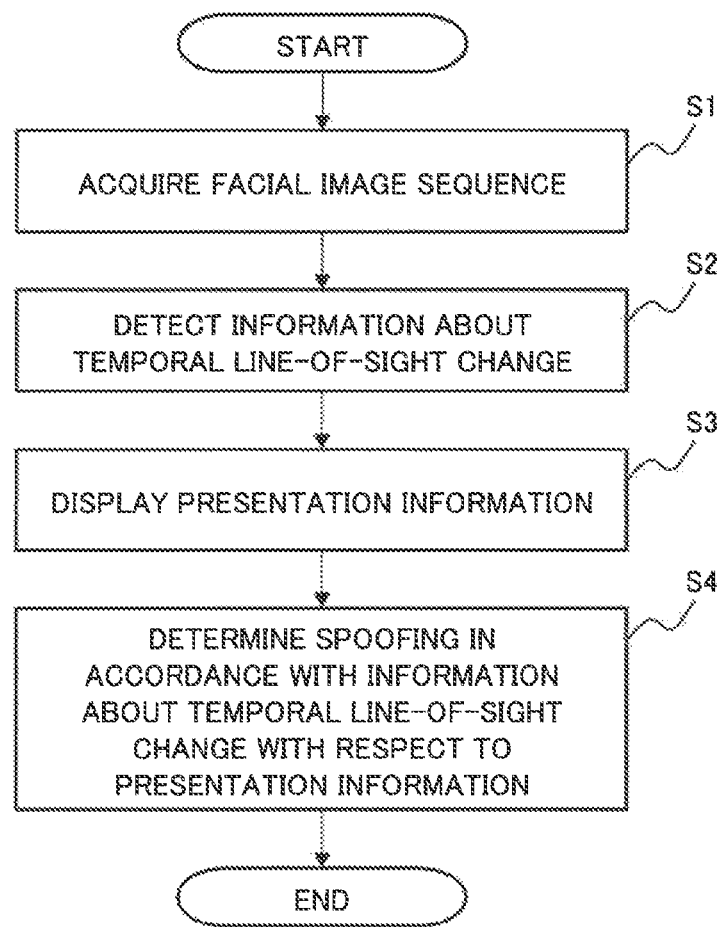 START
S1
ACQUIRE FACIAL IMAGE SEQUENCE
S2
DETECT INFORMATION ABOUT
TEMPORAL LINE-OF-SIGHT CHANGE
S3
DISPLAY PRESENTATION INFORMATION
S4
DETERMINE SPOOFING IN
ACCORDANCE WITH INFORMATION
ABOUT TEMPORAL LINE-OF-SIGHT
CHANGE WITH RESPECT TO
PRESENTATION INFORMATION
END